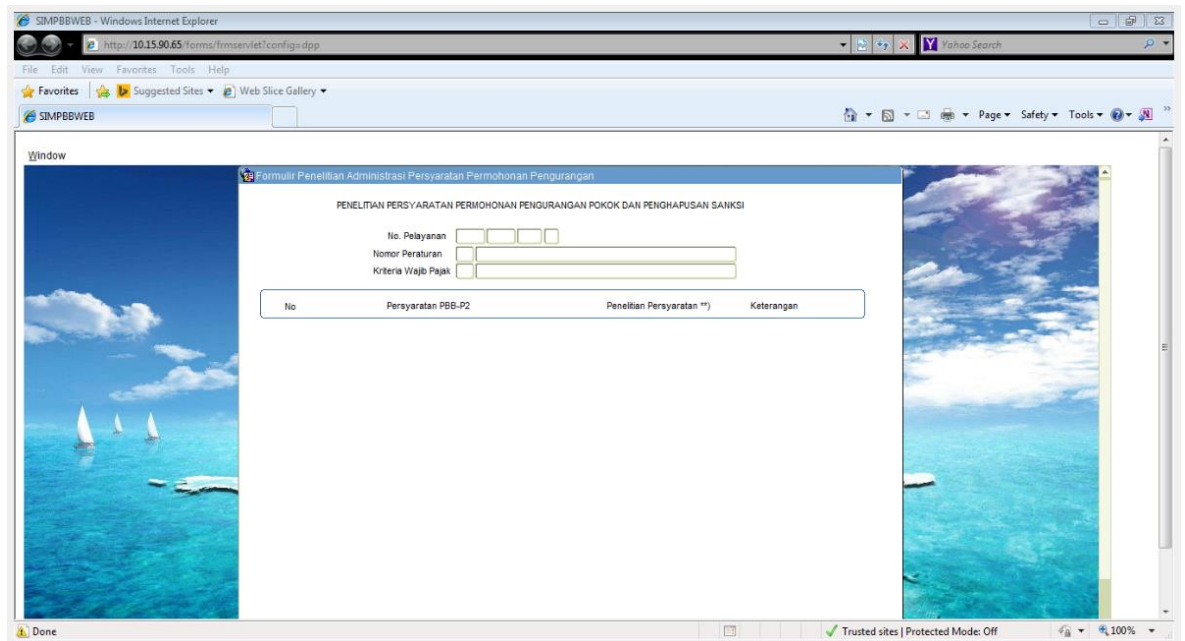 SIMPBBWEB - Windows Internet Explorer
http://10.15.90.65/forms/frmservlet?config=dpp
Yahoo Search
File Edit View Favorites Tools Help
Favorites Suggested Sites Web Slice Gallery
SIMPBBWEB Page Safety Tools
Window
Formulir Penelitian Administrasi Persyaratan Permohonan Pengurangan
PENELITIAN PERSYARATAN PERMOHONAN PENGURANGAN POKOK DAN PENGHAPUSAN SANKSI
No. Pelayanan
Nomor Peraturan
Kriteria Wajib Pajak
No Persyaratan PBB-P2 Penelitian Persyaratan **) Keterangan
Done Trusted sites | Protected Mode: Off 100%